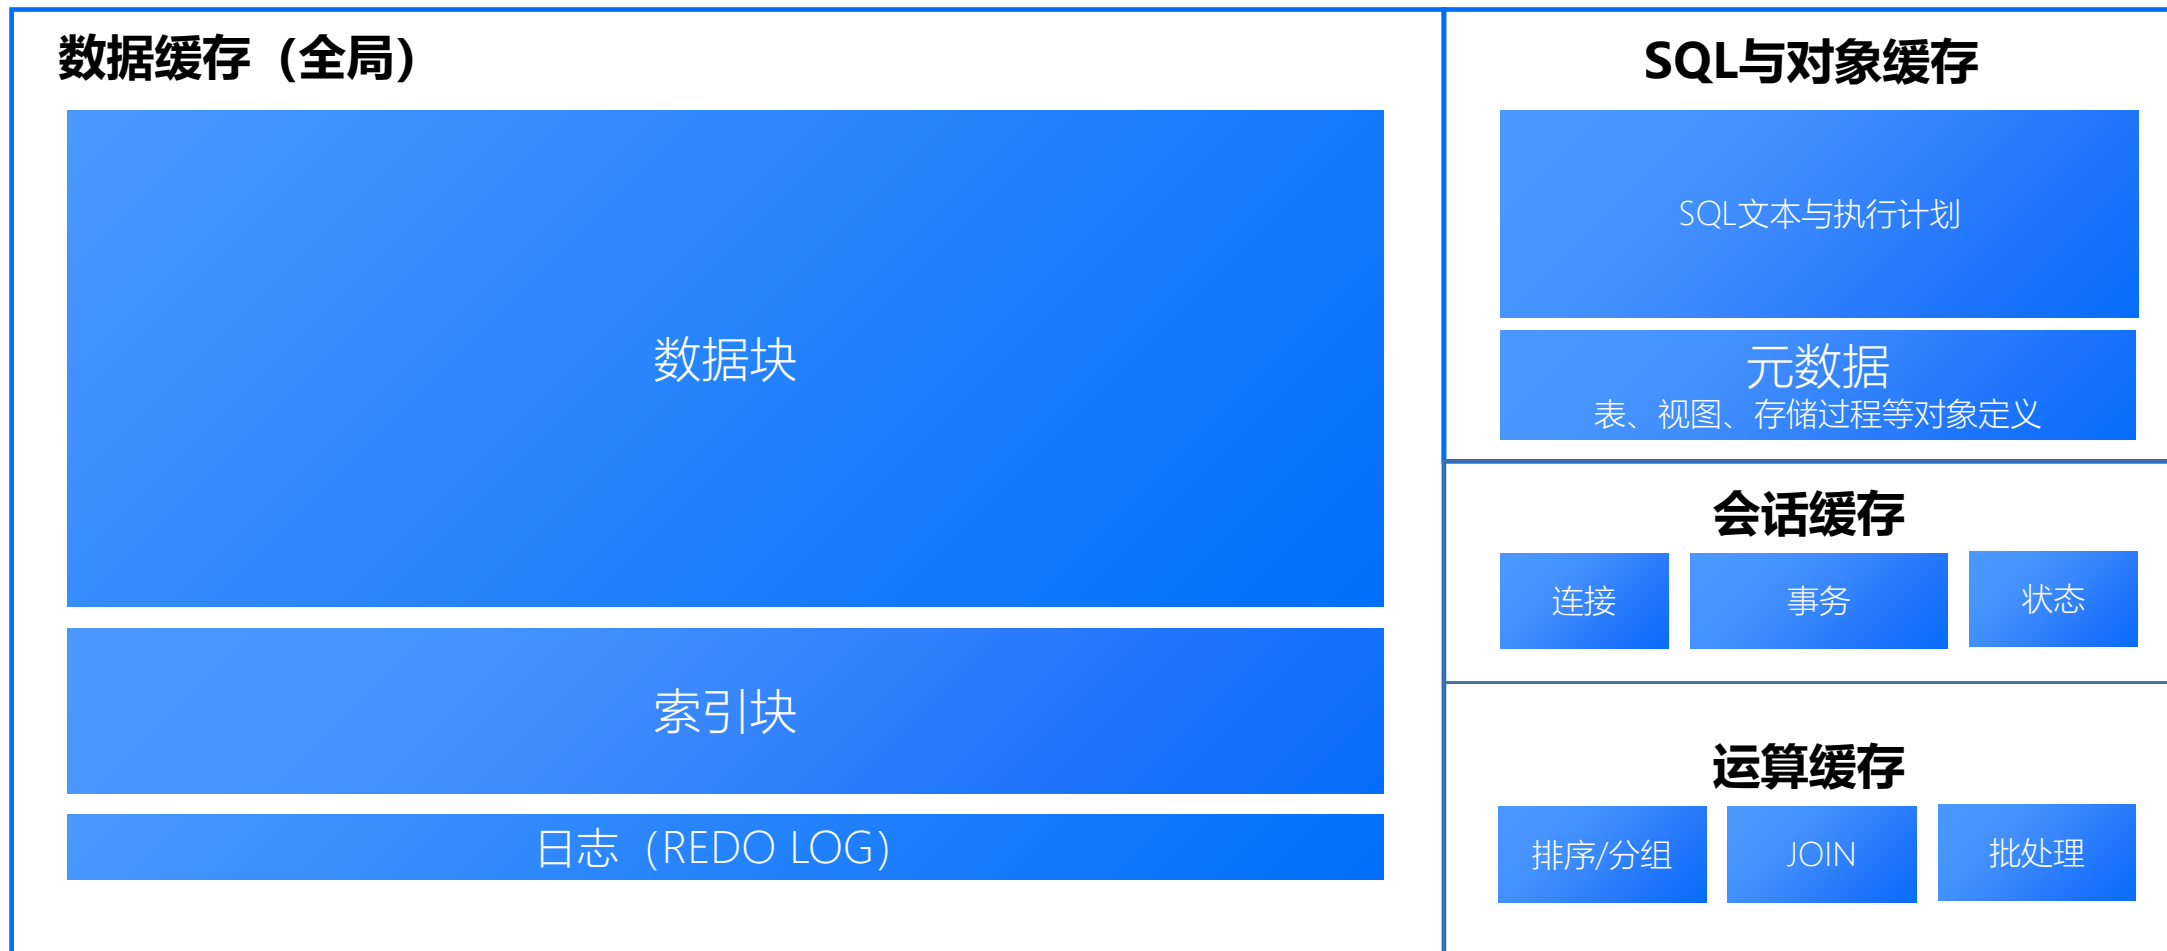 数据缓存（全局）
数据块
索引块
日志（REDO LOG）
SQL与对象缓存
SQL文本与执行计划
元数据
表、视图、存储过程等对象定义
会话缓存
连接
事务
状态
运算缓存
排序/分组
JOIN
批处理